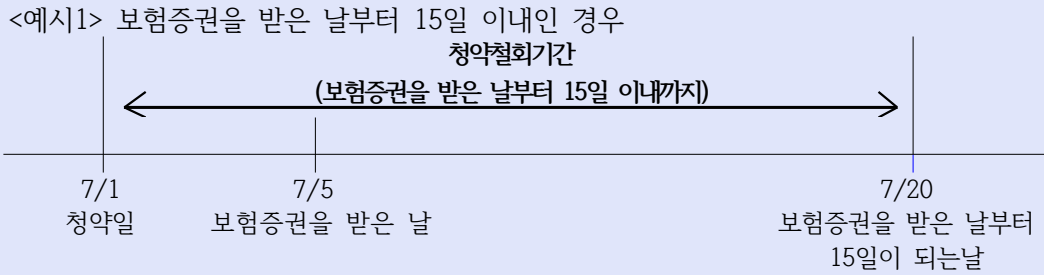 <예시1> 보험증권을 받은 날부터 15일 이내인 경우
청약철회기간
(보험증권을 받은 날부터 15일 이내까지)
7/1 7/5 7/20
청약일 보험증권을 받은 날 보험증권을 받은 날부터
15일이 되는날